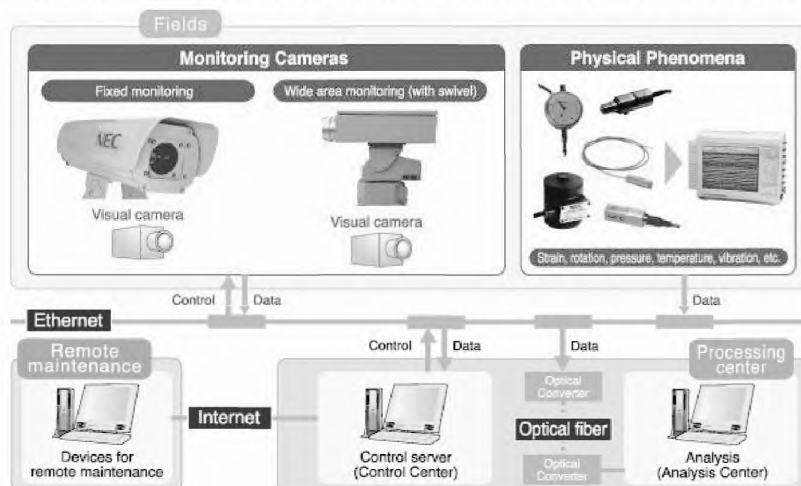 Fields
Monitoring Cameras
Fixed monitoring
Wide area monitoring (with swivel)
NEC
Visual camera
Visual camera
Physical Phenomena
Strain, rotation, pressure, temperature, vibration, etc.
Control
Data
Data
Ethernet
Control
Data
Data
Remote
maintenance
Devices for
remote maintenance
Internet
Control server
(Control Center)
Optical
Converter
Optical fiber
Optical
Converter
Processing
center
Analysis
(Analysis Center)